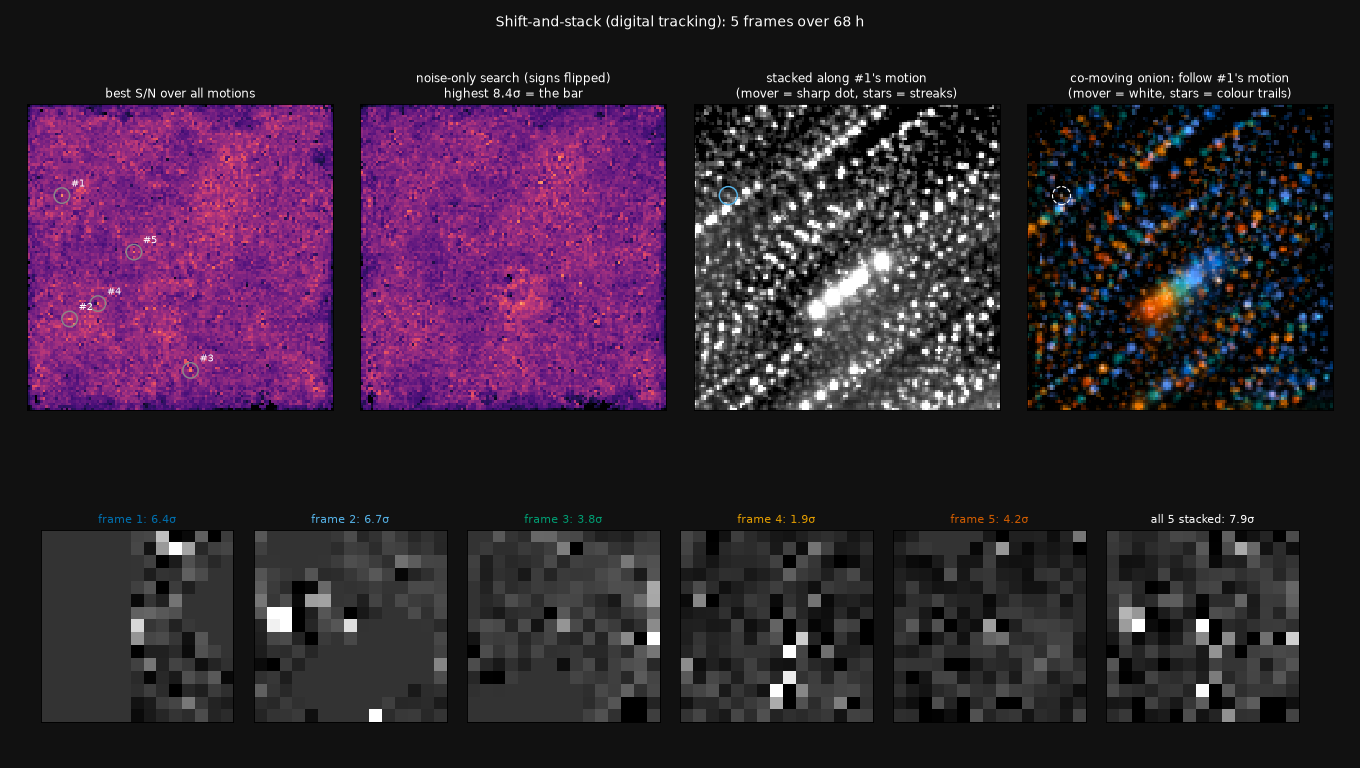 Shift-and-stack (digital tracking): 5 frames over 68 h
best S/N over all motions
noise-only search (signs flipped)
highest 8.4σ = the bar
stacked along #1's motion
(mover = sharp dot, stars = streaks)
co-moving onion: follow #1's motion
(mover = white, stars = colour trails)
#1
#5
#4
#2
#3
frame 1: 6.4σ
frame 2: 6.7σ
frame 3: 3.8σ
frame 4: 1.9σ
frame 5: 4.2σ
all 5 stacked: 7.9σ